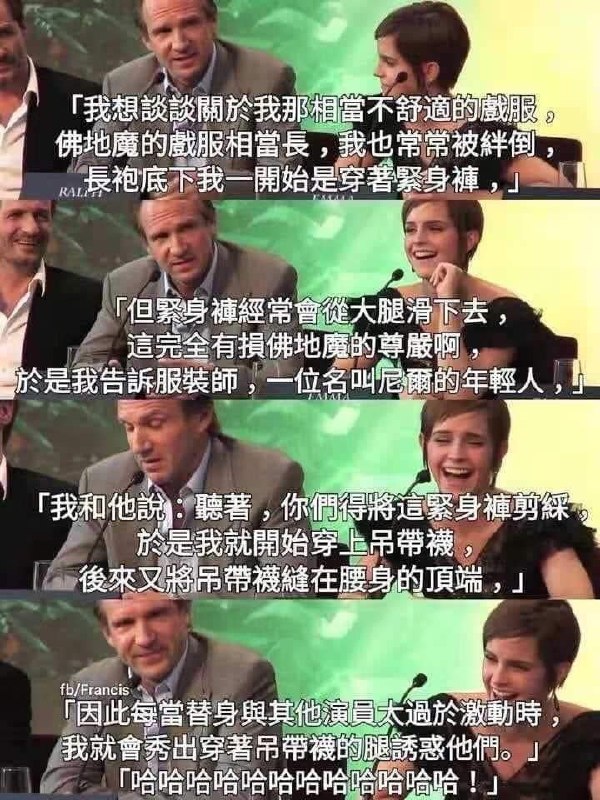 「我想談談關於我那相當不舒適的戲服，
佛地魔的戲服相當長，我也常常被絆倒，
長袍底下我一開始是穿著緊身褲，」
RALPH
EMMA
「但緊身褲經常會從大腿滑下去，
這完全有損佛地魔的尊嚴啊，
於是我告訴服裝師，一位名叫尼爾的年輕人，」
EMMA
「我和他說：聽著，你們得將這緊身褲剪綵，
於是我就開始穿上吊帶襪，
後來又將吊帶襪縫在腰身的頂端，」
fb/Francis
「因此每當替身與其他演員太過於激動時，
我就會秀出穿著吊帶襪的腿誘惑他們。」
「哈哈哈哈哈哈哈哈哈哈哈哈！」